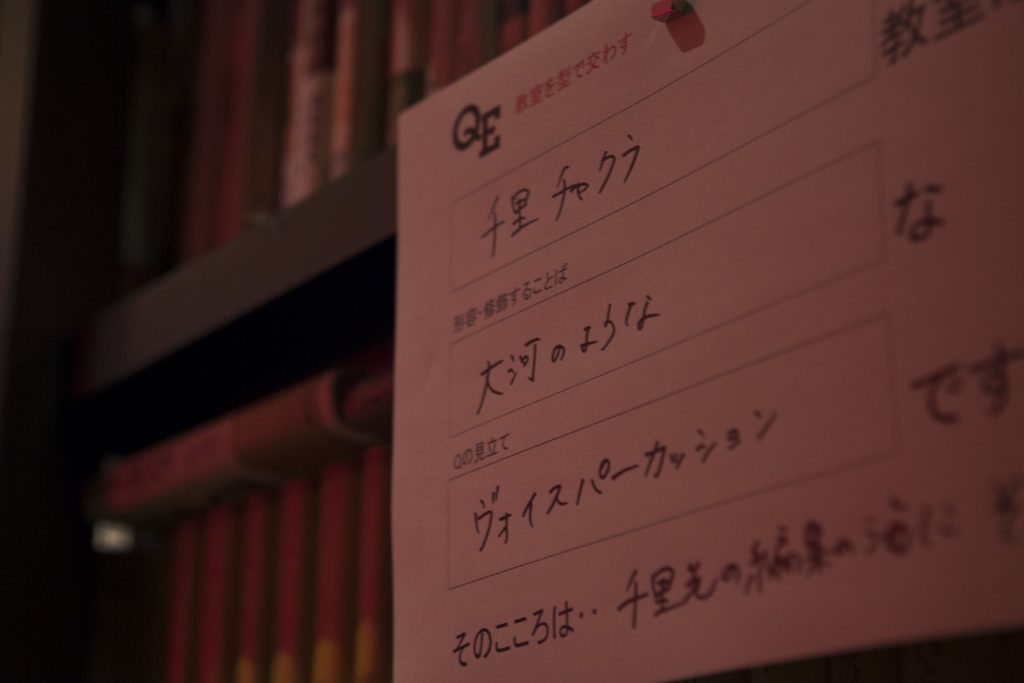 QE 教室を型で交わす
千里 チャクラ 教室
形容・修飾することば
大河のような な
Qの見立て
ヴォイスパーカッション です
そのこころは‥ 千里先の編集の海に